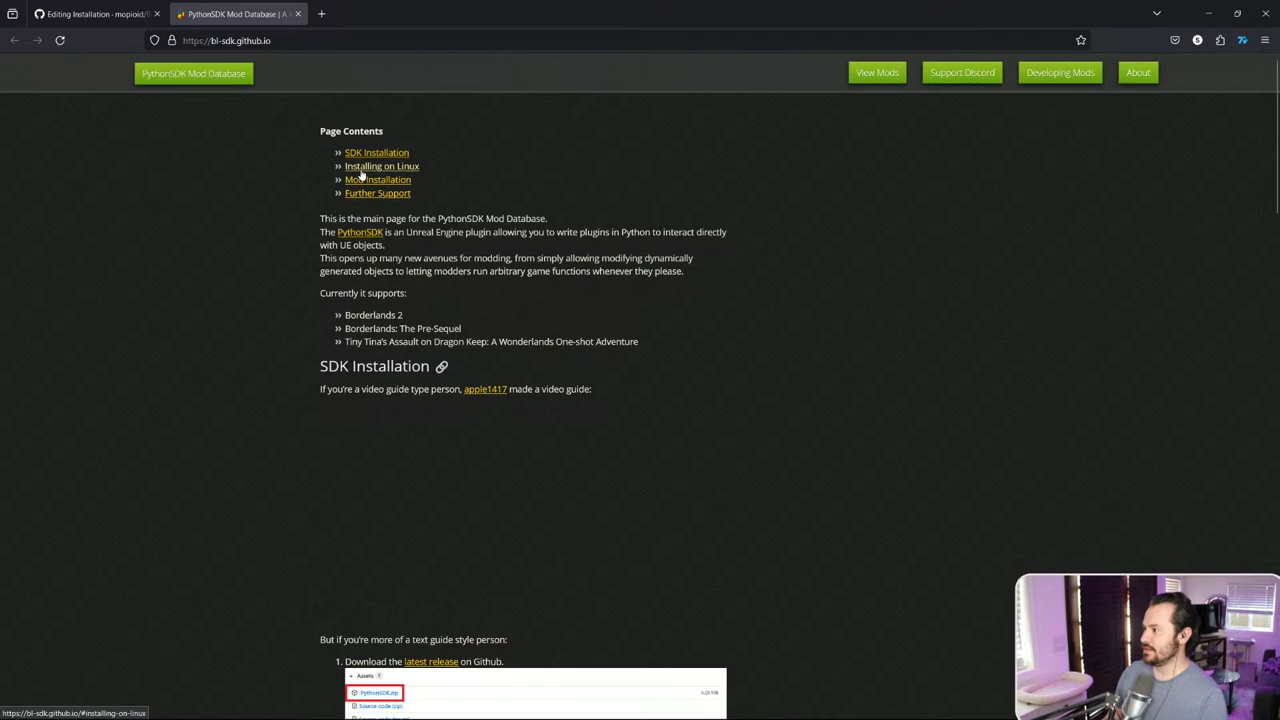 Editing Installation - mopioid/B
PythonSDK Mod Database | A
https://bl-sdk.github.io
PythonSDK Mod Database
View Mods
Support Discord
Developing Mods
About
Page Contents
» SDK Installation
» Installing on Linux
» Mod Installation
» Further Support
This is the main page for the PythonSDK Mod Database.
The PythonSDK is an Unreal Engine plugin allowing you to write plugins in Python to interact directly
with UE objects.
This opens up many new avenues for modding, from simply allowing modifying dynamically
generated objects to letting modders run arbitrary game functions whenever they please.
Currently it supports:
» Borderlands 2
» Borderlands: The Pre-Sequel
» Tiny Tina's Assault on Dragon Keep: A Wonderlands One-shot Adventure
SDK Installation
If you're a video guide type person, apple1417 made a video guide:
But if you're more of a text guide style person:
1. Download the latest release on Github.
Assets
PythonSDK.zip
4.09 MB
Source code (zip)
https://bl-sdk.github.io/#installing-on-linux